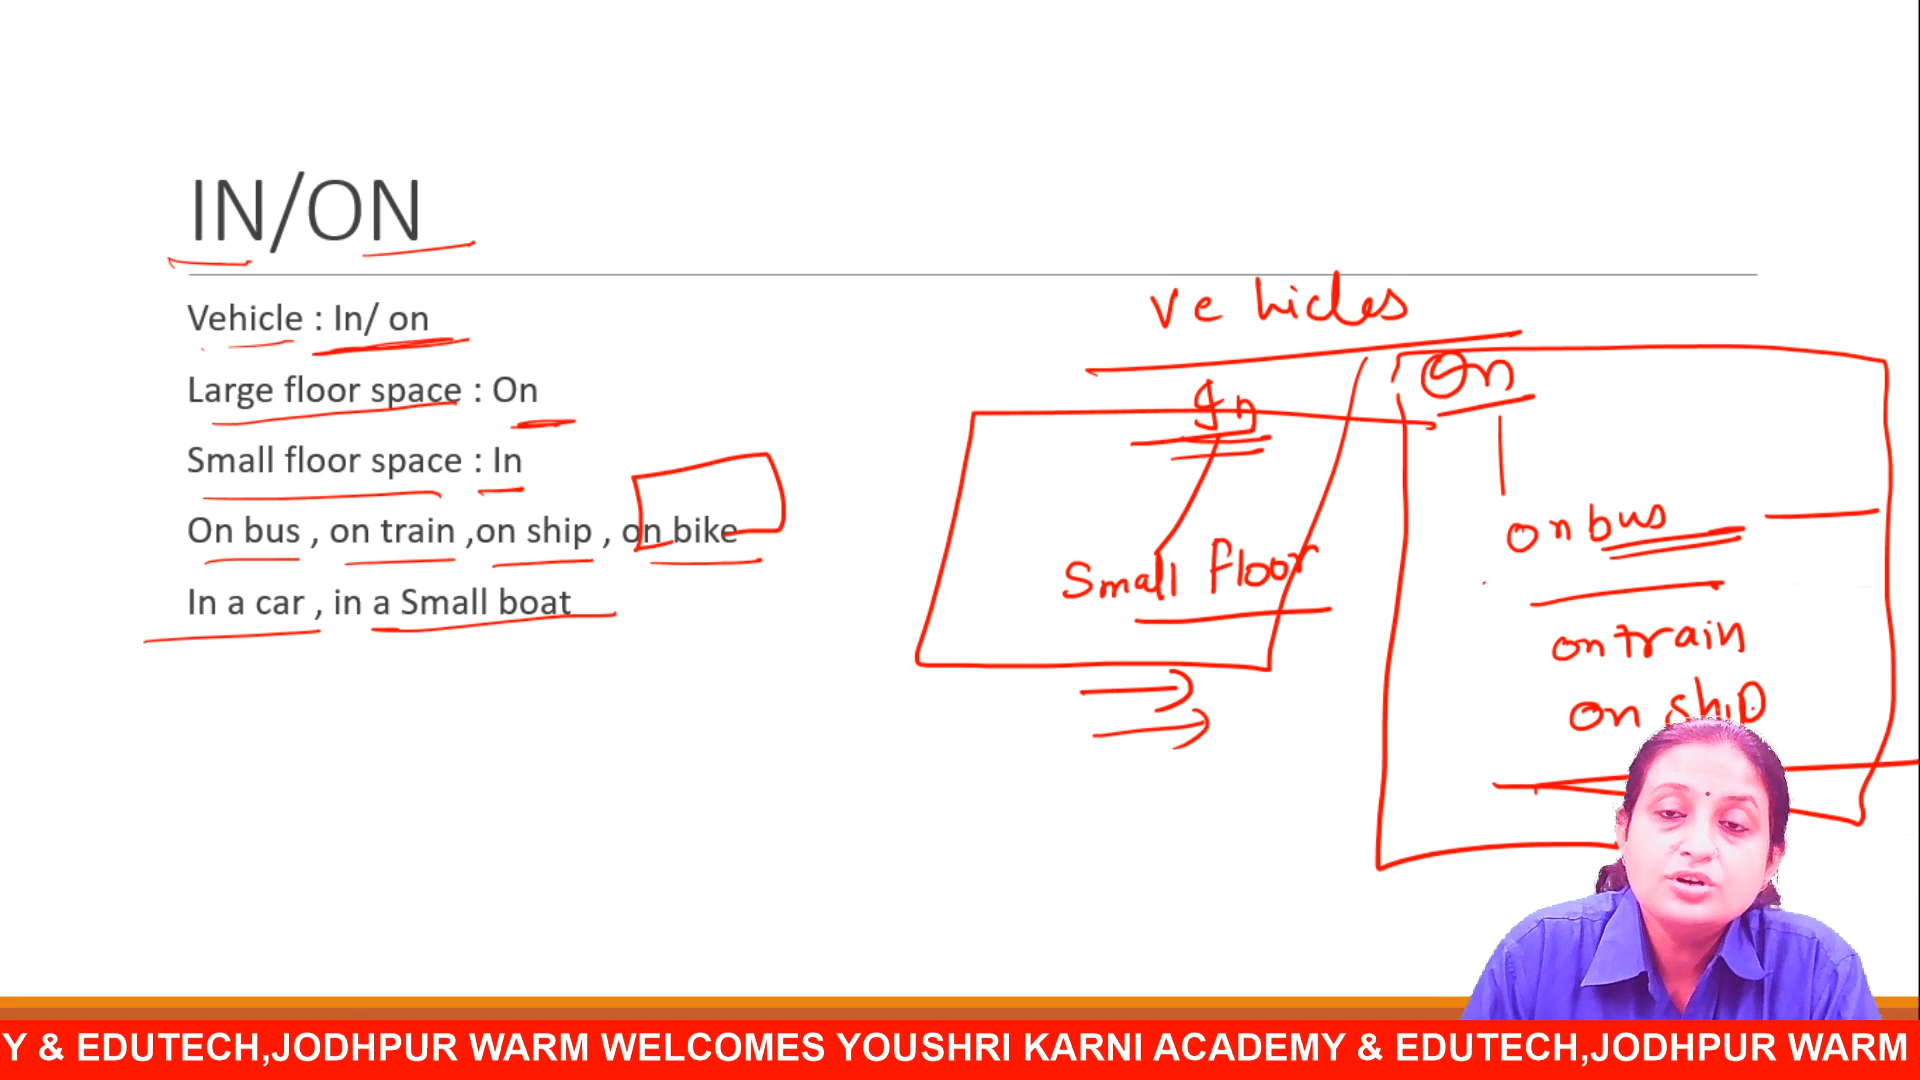 IN/ON
Vehicle : In/ on
Large floor space : On
Small floor space : In
On bus , on train ,on ship , on bike
In a car , in a Small boat
Vehicles
In
On
Small floor
on bus
on train
on ship
Y & EDUTECH,JODHPUR WARM WELCOMES YOUSHRI KARNI ACADEMY & EDUTECH,JODHPUR WARM